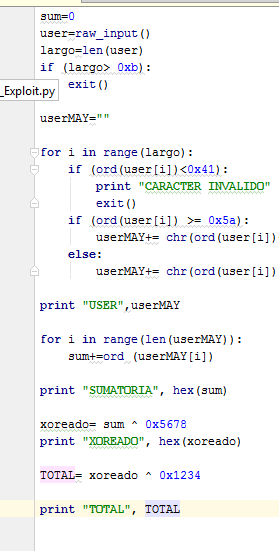 sum=0
user=raw_input()
largo=len(user)
if (largo> 0xb):
exit()
_Exploit.py
userMAY=""
for i in range(largo):
if (ord(user[i])<0x41):
print "CARACTER INVALIDO"
exit()
if (ord(user[i]) >= 0x5a):
userMAY+= chr(ord(user[i])
else:
userMAY+= chr(ord(user[i])
print "USER",userMAY
for i in range(len(userMAY)):
sum+=ord (userMAY[i])
print "SUMATORIA", hex(sum)
xoreado= sum ^ 0x5678
print "XOREADO", hex(xoreado)
TOTAL= xoreado ^ 0x1234
print "TOTAL", TOTAL